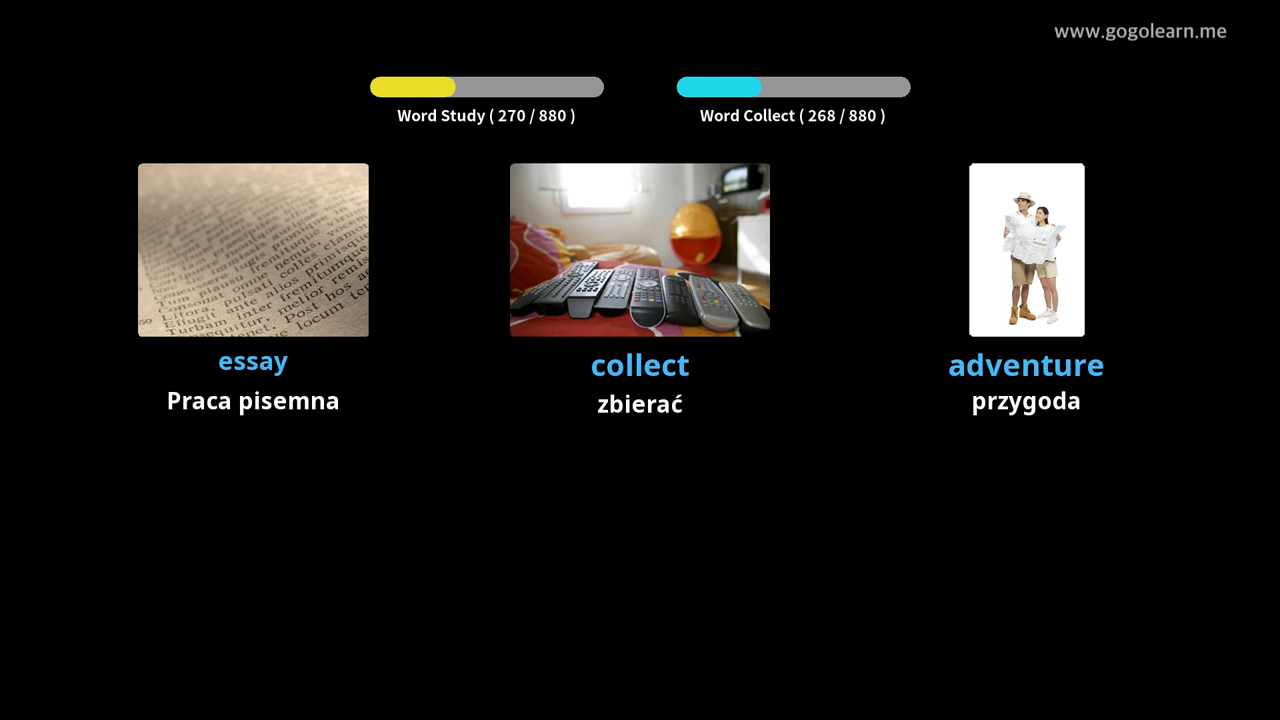 www.gogolearn.me
Word Study ( 270 / 880 )
Word Collect ( 268 / 880 )
essay
Praca pisemna
collect
zbierać
adventure
przygoda